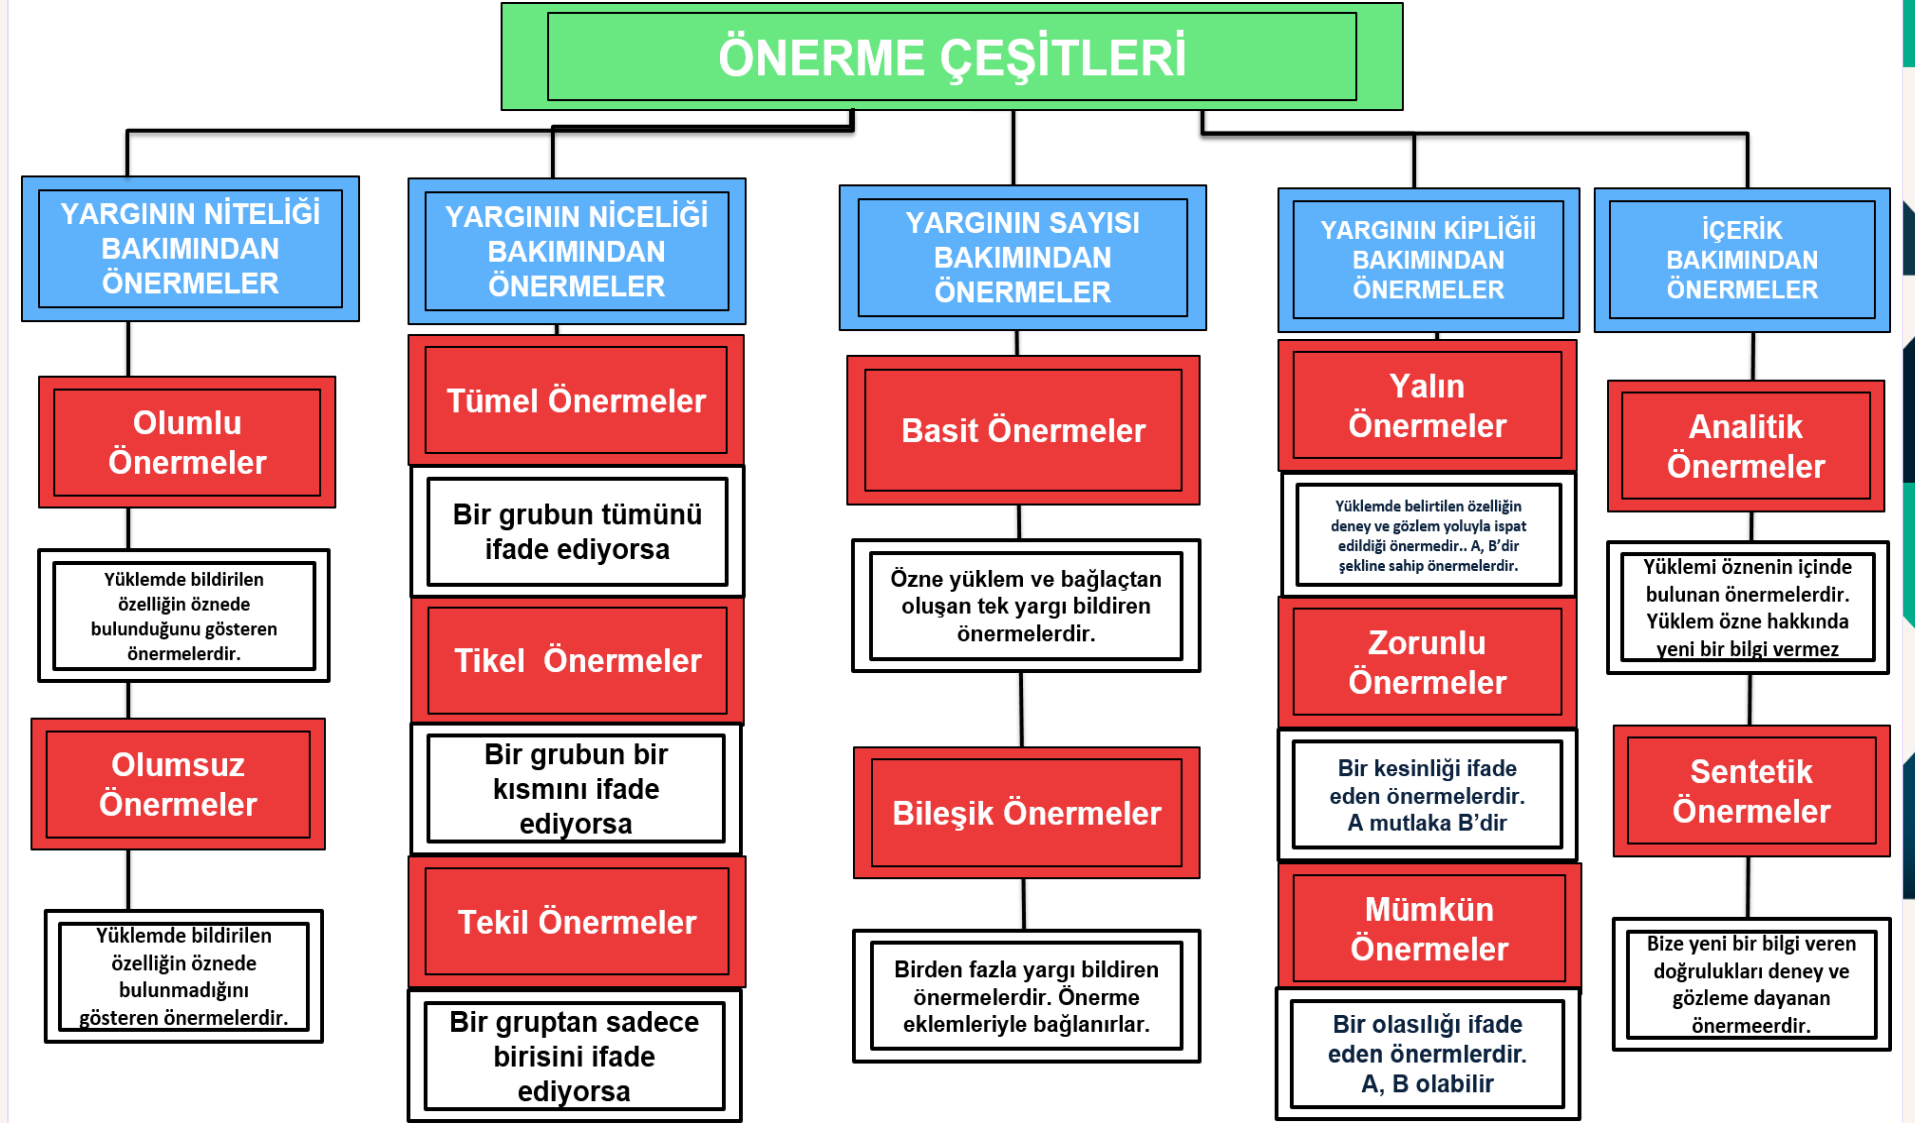 ÖNERME ÇEŞİTLERİ
YARGININ NİTELİĞİ
BAKIMINDAN
ÖNERMELER
Olumlu
Önermeler
Yüklemde bildirilen
özelliğin öznede
bulunduğunu gösteren
önermelerdir.
Olumsuz
Önermeler
Yüklemde bildirilen
özelliğin öznede
bulunmadığını
gösteren önermelerdir.
YARGININ NİCELİĞİ
BAKIMINDAN
ÖNERMELER
Tümel Önermeler
Bir grubun tümünü
ifade ediyorsa
Tikel Önermeler
Bir grubun bir
kısmını ifade
ediyorsa
Tekil Önermeler
Bir gruptan sadece
birisini ifade
ediyorsa
YARGININ SAYISI
BAKIMINDAN
ÖNERMELER
Basit Önermeler
Özne yüklem ve bağlaçtan
oluşan tek yargı bildiren
önermelerdir.
Bileşik Önermeler
Birden fazla yargı bildiren
önermelerdir. Önerme
eklemleriyle bağlanırlar.
YARGININ KİPLİĞİİ
BAKIMINDAN
ÖNERMELER
Yalın
Önermeler
Yüklemde belirtilen özelliğin
deney ve gözlem yoluyla ispat
edildiği önermedir.. A, B’dir
şekline sahip önermelerdir.
Zorunlu
Önermeler
Bir kesinliği ifade
eden önermelerdir.
A mutlaka B’dir
Mümkün
Önermeler
Bir olasılığı ifade
eden önermlerdir.
A, B olabilir
İÇERİK
BAKIMINDAN
ÖNERMELER
Analitik
Önermeler
Yüklemi öznenin içinde
bulunan önermelerdir.
Yüklem özne hakkında
yeni bir bilgi vermez
Sentetik
Önermeler
Bize yeni bir bilgi veren
doğrulukları deney ve
gözleme dayanan
önermeerdir.